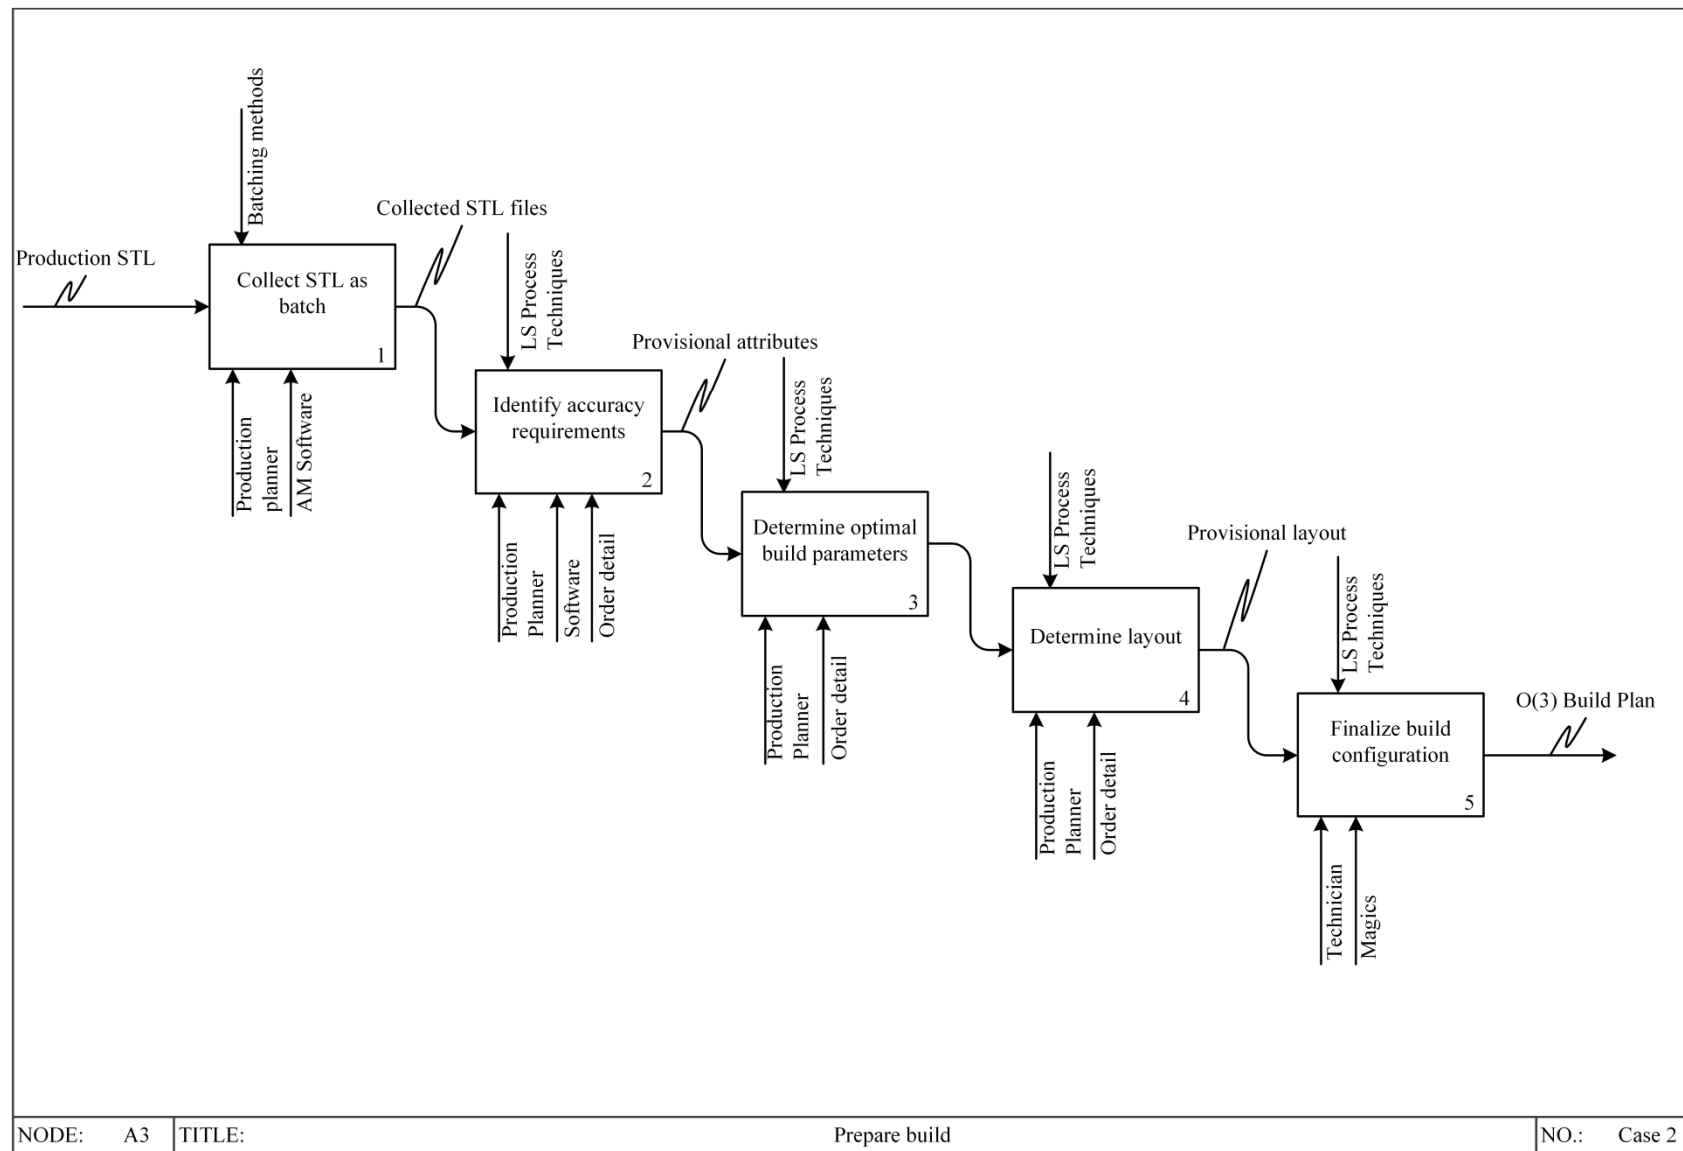 Batching methods
Production STL
Collect STL as
batch
1
Production
planner
AM Software
Collected STL files
LS Process
Techniques
Identify accuracy
requirements
2
Production
Planner
Software
Order detail
Provisional attributes
LS Process
Techniques
Determine optimal
build parameters
3
Production
Planner
Order detail
LS Process
Techniques
Determine layout
4
Production
Planner
Order detail
Provisional layout
LS Process
Techniques
Finalize build
configuration
5
Technician
Magics
O(3) Build Plan
NODE: A3 TITLE: Prepare build NO.: Case 2